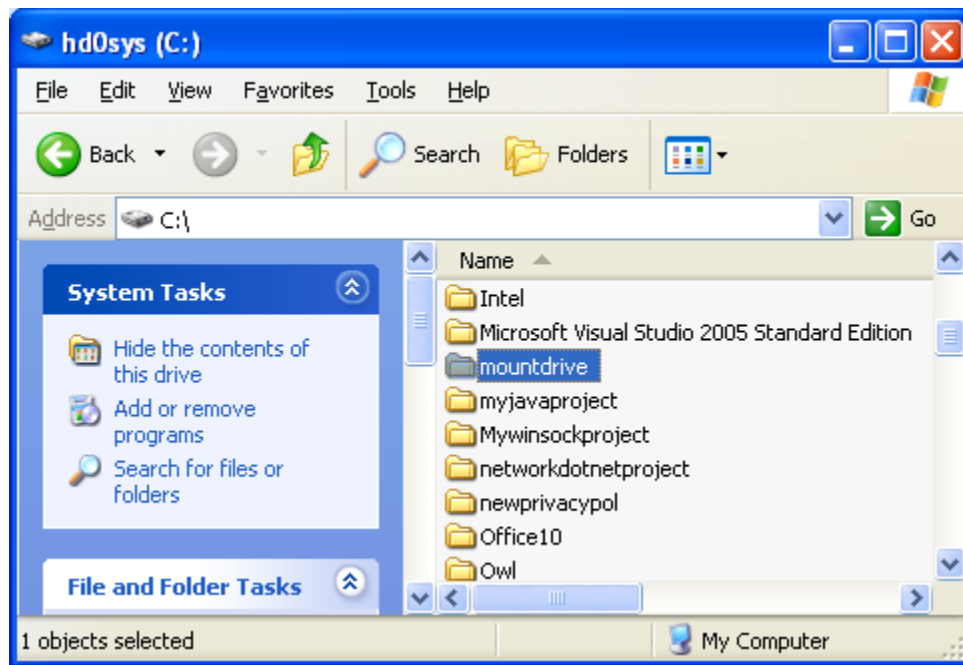 hd0sys (C:)
File Edit View Favorites Tools Help
Back Search Folders
Address C:\ Go
System Tasks
Hide the contents of
this drive
Add or remove
programs
Search for files or
folders
File and Folder Tasks
Name
Intel
Microsoft Visual Studio 2005 Standard Edition
mountdrive
myjavaproject
Mywinsockproject
networkdotnetproject
newprivacypol
Office10
Owl
1 objects selected My Computer